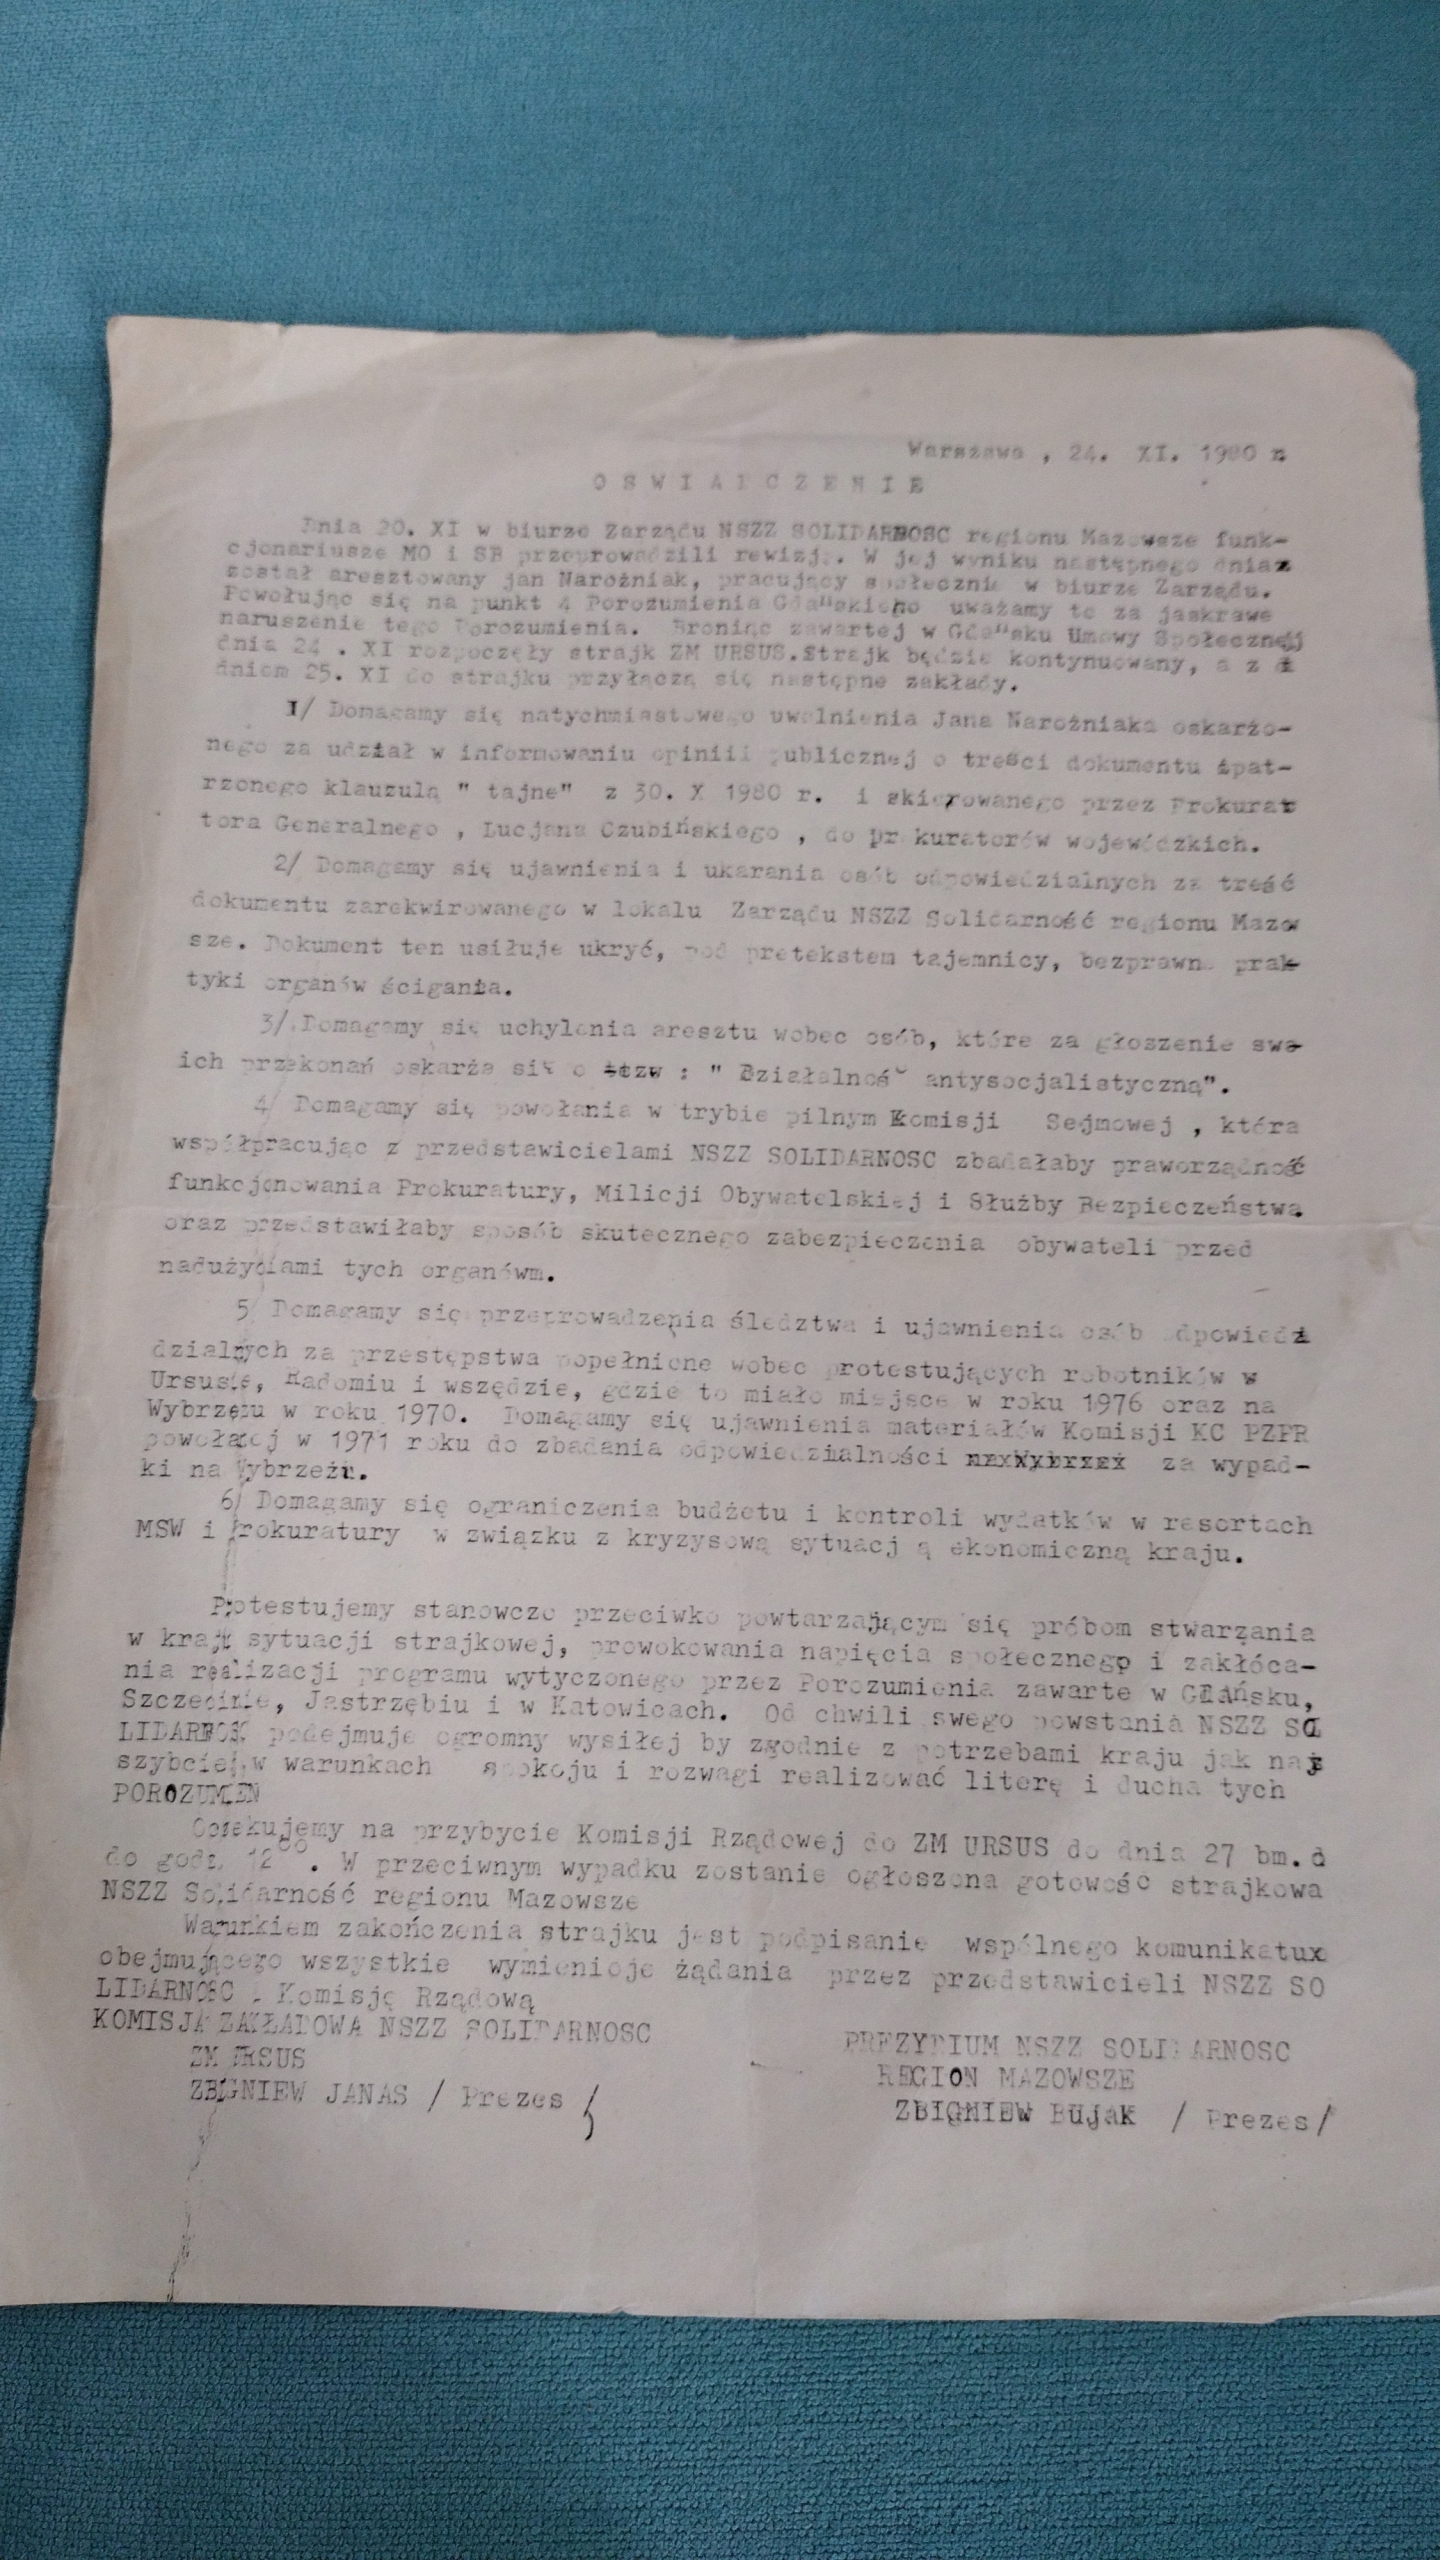 Warszawa , 24. XI. 1980 r.
O S W I A D C Z E N I E
Dnia 20. XI w biurze Zarządu NSZZ SOLIDARNOSC regionu Mazowsze funk-
cjonariusze MO i SB przeprowadzili rewizję. W jej wyniku następnego dnia
został aresztowany jan Narożniak, pracujący społecznie w biurze Zarządu.
Powołując się na punkt 4 Porozumienia Gdańskiego uważamy to za jaskrawe
naruszenie tego Porozumienia. Broniąc zawartej w Gdańsku Umowy Społecznej
dnia 24 . XI rozpoczęły strajk ZM URSUS.Strajk będzie kontynuowany, a z
dniem 25. XI do strajku przyłączą się następne zakłady.
1/ Domagamy się natychmiastowego uwolnienia Jana Narożniaka oskarżo-
nego za udział w informowaniu opinii publicznej o treści dokumentu opat-
rzonego klauzulą " tajne" z 30. X 1980 r. i skierowanego przez Prokurat
tora Generalnego , Lucjana Czubińskiego , do pr kuratorów wojewódzkich.
2/ Domagamy się ujawnienia i ukarania osób odpowiedzialnych za treść
dokumentu zarekwirowanego w lokalu Zarządu NSZZ Solidarność regionu Mazow
sze. Dokument ten usiłuje ukryć, pod pretekstem tajemnicy, bezprawne prak-
tyki organów ścigania.
3/ Domagamy się uchylenia aresztu wobec osób, które za głoszenie swo-
ich przekonań oskarża się o tzw : " Działalność antysocjalistyczną".
4/ Domagamy się powołania w trybie pilnym Komisji Sejmowej , która
współpracując z przedstawicielami NSZZ SOLIDARNOSC zbadałaby praworządność
funkcjonowania Prokuratury, Milicji Obywatelskiej i Służby Bezpieczeństwa
oraz przedstawiłaby sposób skutecznego zabezpieczenia obywateli przed
nadużyciami tych organówm.
5/ Domagamy się przeprowadzenia śledztwa i ujawnienia osób odpowiedzi
dzialnych za przestępstwa popełnione wobec protestujących robotników w
Ursusie, Radomiu i wszędzie, gdzie to miało miejsce w roku 1976 oraz na
Wybrzeżu w roku 1970. Domagamy się ujawnienia materiałów Komisji KC PZPR
powołanej w 1971 roku do zbadania odpowiedzialności za wypad-
ki na Wybrzeżu.
6/ Domagamy się ograniczenia budżetu i kontroli wydatków w resortach
MSW i Prokuratury w związku z kryzysową sytuacj ą ekonomiczną kraju.
Protestujemy stanowczo przeciwko powtarzającym się próbom stwarzania
w kraju sytuacji strajkowej, prowokowania napięcia społecznego i zakłóca-
nia realizacji programu wytyczonego przez Porozumienia zawarte w Gdańsku,
Szczecinie, Jastrzębiu i w Katowicach. Od chwili swego powstania NSZZ SO
LIDARNOŚĆ podejmuje ogromny wysiłej by zgodnie z potrzebami kraju jak naj
szybciej w warunkach spokoju i rozwagi realizować literę i ducha tych
POROZUMIEN
Oczekujemy na przybycie Komisji Rządowej do ZM URSUS do dnia 27 bm. d
do godz. 12⁰⁰. W przeciwnym wypadku zostanie ogłoszona gotowość strajkowa
NSZZ Solidarność regionu Mazowsze
Warunkiem zakończenia strajku jest podpisanie wspólnego komunikatux
obejmującego wszystkie wymienioje żądania przez przedstawicieli NSZZ SO
LIDARNOSC i Komisję Rządową
KOMISJA ZAKŁADOWA NSZZ SOLIDARNOSC
ZM URSUS
ZBIGNIEW JANAS / Prezes /
PREZYDIUM NSZZ SOLIDARNOSC
REGION MAZOWSZE
ZBIGNIEW BUJAK / Prezes/